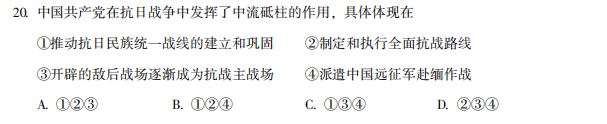 20. 中国共产党在抗日战争中发挥了中流砥柱的作用，具体体现在
①推动抗日民族统一战线的建立和巩固 ②制定和执行全面抗战路线
③开辟的敌后战场逐渐成为抗战主战场 ④派遣中国远征军赴缅作战
A. ①②③ B. ①②④ C. ①③④ D. ②③④